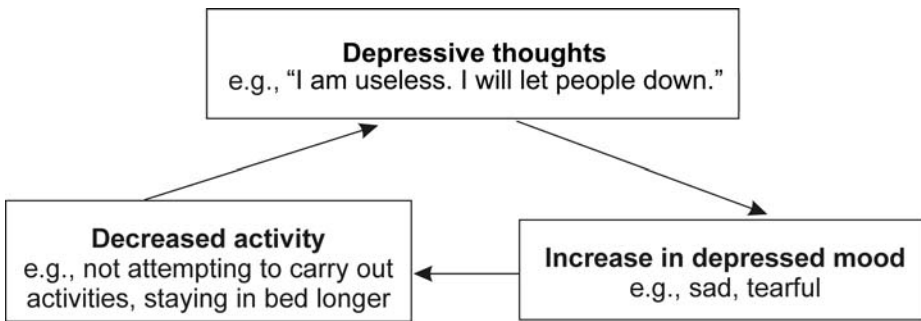 Depressive thoughts
e.g., “I am useless. I will let people down.”
Decreased activity
e.g., not attempting to carry out
activities, staying in bed longer
Increase in depressed mood
e.g., sad, tearful